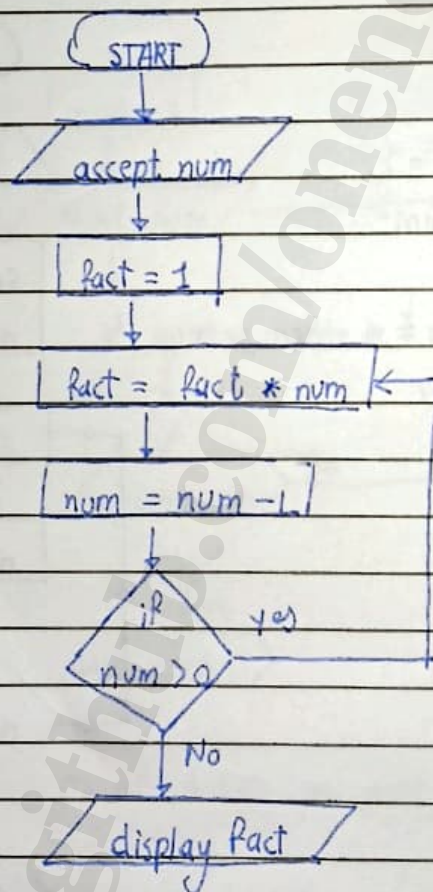 START
accept num
fact = 1
fact = fact * num
num = num - 1
if
yes
num > 0
No
display fact